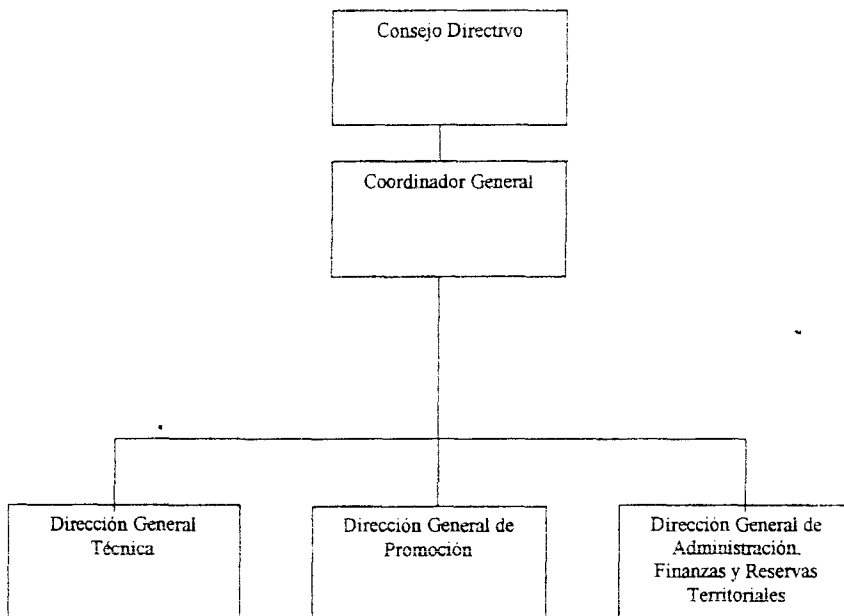 Consejo Directivo
Coordinador General
Dirección General
Técnica
Dirección General de
Promoción
Dirección General de
Administración.
Finanzas y Reservas
Territoriales